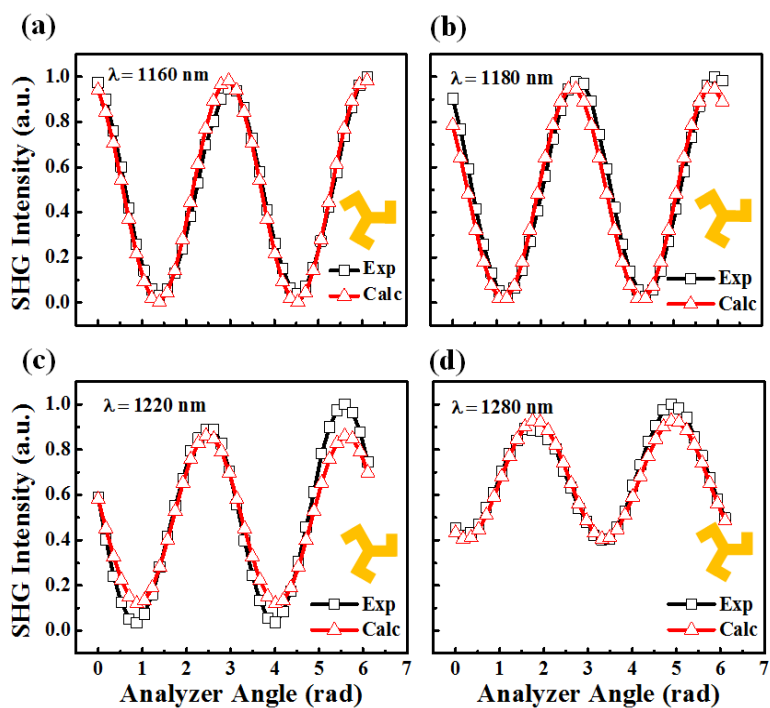 (a)
(b)
SHG Intensity (a.u.)
1.0
0.8
0.6
0.4
0.2
0.0
λ = 1160 nm
Exp
Calc
λ = 1180 nm
Exp
Calc
(c)
(d)
SHG Intensity (a.u.)
1.0
0.8
0.6
0.4
0.2
0.0
λ = 1220 nm
Exp
Calc
λ = 1280 nm
Exp
Calc
0 1 2 3 4 5 6 7
0 1 2 3 4 5 6 7
Analyzer Angle (rad)
Analyzer Angle (rad)